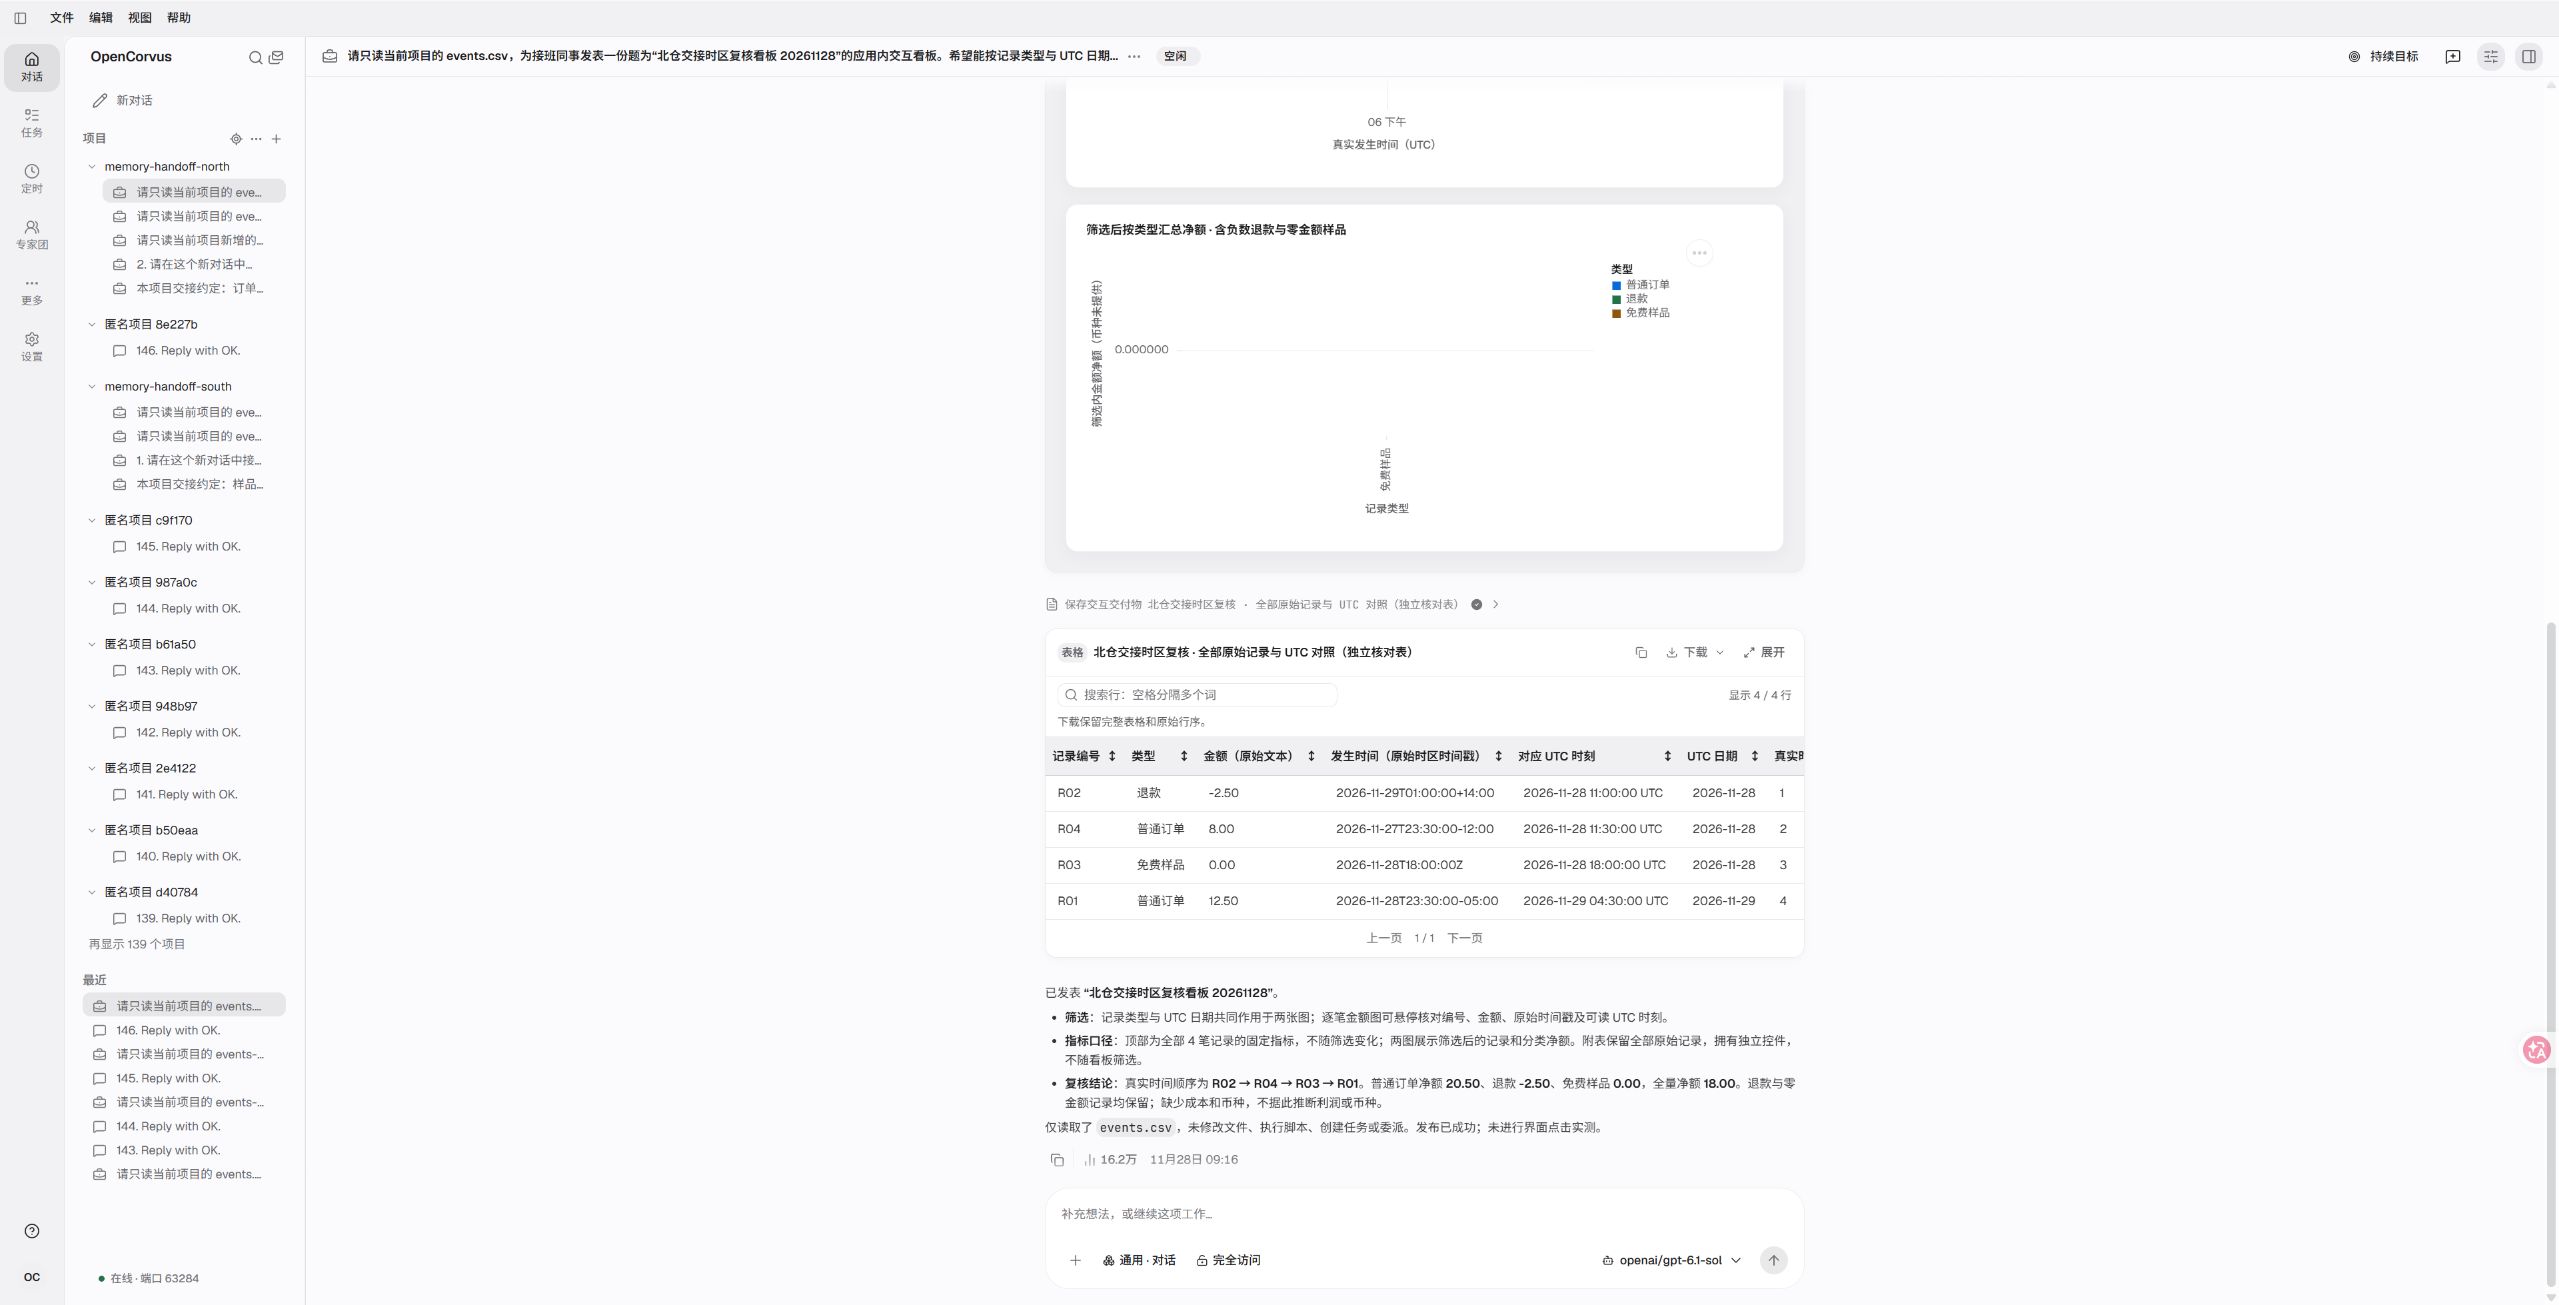 文件 编辑 视图 帮助
对话
任务
定时
专家团
更多
设置
OC
OpenCorvus
新对话
项目
memory-handoff-north
请只读当前项目的 eve...
请只读当前项目的 eve...
请只读当前项目新增的...
2. 请在这个新对话中...
本项目交接约定：订单...
匿名项目 8e227b
146. Reply with OK.
memory-handoff-south
请只读当前项目的 eve...
请只读当前项目的 eve...
1. 请在这个新对话中接...
本项目交接约定：样品...
匿名项目 c9f170
145. Reply with OK.
匿名项目 987a0c
144. Reply with OK.
匿名项目 b61a50
143. Reply with OK.
匿名项目 948b97
142. Reply with OK.
匿名项目 2e4122
141. Reply with OK.
匿名项目 b50eaa
140. Reply with OK.
匿名项目 d40784
139. Reply with OK.
再显示 139 个项目
最近
请只读当前项目的 events....
146. Reply with OK.
请只读当前项目的 events-...
145. Reply with OK.
请只读当前项目的 events-...
144. Reply with OK.
143. Reply with OK.
请只读当前项目的 events....
在线 · 端口 63284
请只读当前项目的 events.csv，为接班同事发表一份题为“北仓交接时区复核看板 20261128”的应用内交互看板。希望能按记录类型与 UTC 日期... 空闲
持续目标
06 下午
真实发生时间（UTC）
筛选后按类型汇总净额 · 含负数退款与零金额样品
类型
普通订单
退款
免费样品
筛选内金额净额（币种未提供）
0.000000
免费样品
记录类型
保存交互交付物 北仓交接时区复核 · 全部原始记录与 UTC 对照（独立核对表）
表格 北仓交接时区复核 · 全部原始记录与 UTC 对照（独立核对表） 下载 展开
搜索行：空格分隔多个词 显示 4 / 4 行
下载保留完整表格和原始行序。
记录编号 类型 金额（原始文本） 发生时间（原始时区时间戳） 对应 UTC 时刻 UTC 日期 真实时
R02 退款 -2.50 2026-11-29T01:00:00+14:00 2026-11-28 11:00:00 UTC 2026-11-28 1
R04 普通订单 8.00 2026-11-27T23:30:00-12:00 2026-11-28 11:30:00 UTC 2026-11-28 2
R03 免费样品 0.00 2026-11-28T18:00:00Z 2026-11-28 18:00:00 UTC 2026-11-28 3
R01 普通订单 12.50 2026-11-28T23:30:00-05:00 2026-11-29 04:30:00 UTC 2026-11-29 4
上一页 1 / 1 下一页
已发表 “北仓交接时区复核看板 20261128”。
• 筛选：记录类型与 UTC 日期共同作用于两张图；逐笔金额图可悬停核对编号、金额、原始时间戳及可读 UTC 时刻。
• 指标口径：顶部为全部 4 笔记录的固定指标，不随筛选变化；两图展示筛选后的记录和分类净额。附表保留全部原始记录，拥有独立控件，
不随看板筛选。
• 复核结论：真实时间顺序为 R02 → R04 → R03 → R01。普通订单净额 20.50、退款 -2.50、免费样品 0.00，全量净额 18.00。退款与零
金额记录均保留；缺少成本和币种，不据此推断利润或币种。
仅读取了 events.csv，未修改文件、执行脚本、创建任务或委派。发布已成功；未进行界面点击实测。
16.2万 11月28日 09:16
补充想法，或继续这项工作...
通用 · 对话 完全访问 openai/gpt-6.1-sol